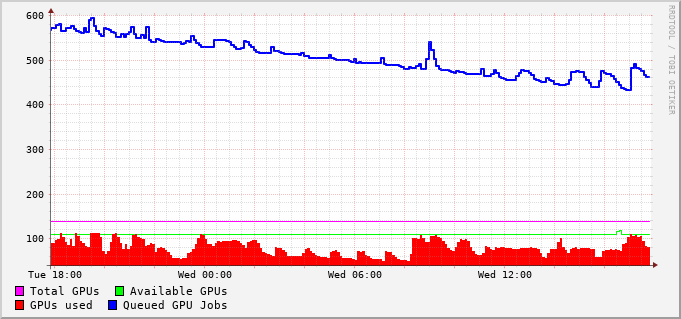 600
500
400
300
200
100
Tue 18:00 Wed 00:00 Wed 06:00 Wed 12:00
Total GPUs Available GPUs
GPUs used Queued GPU Jobs
RRDTOOL / TOBI OETIKER